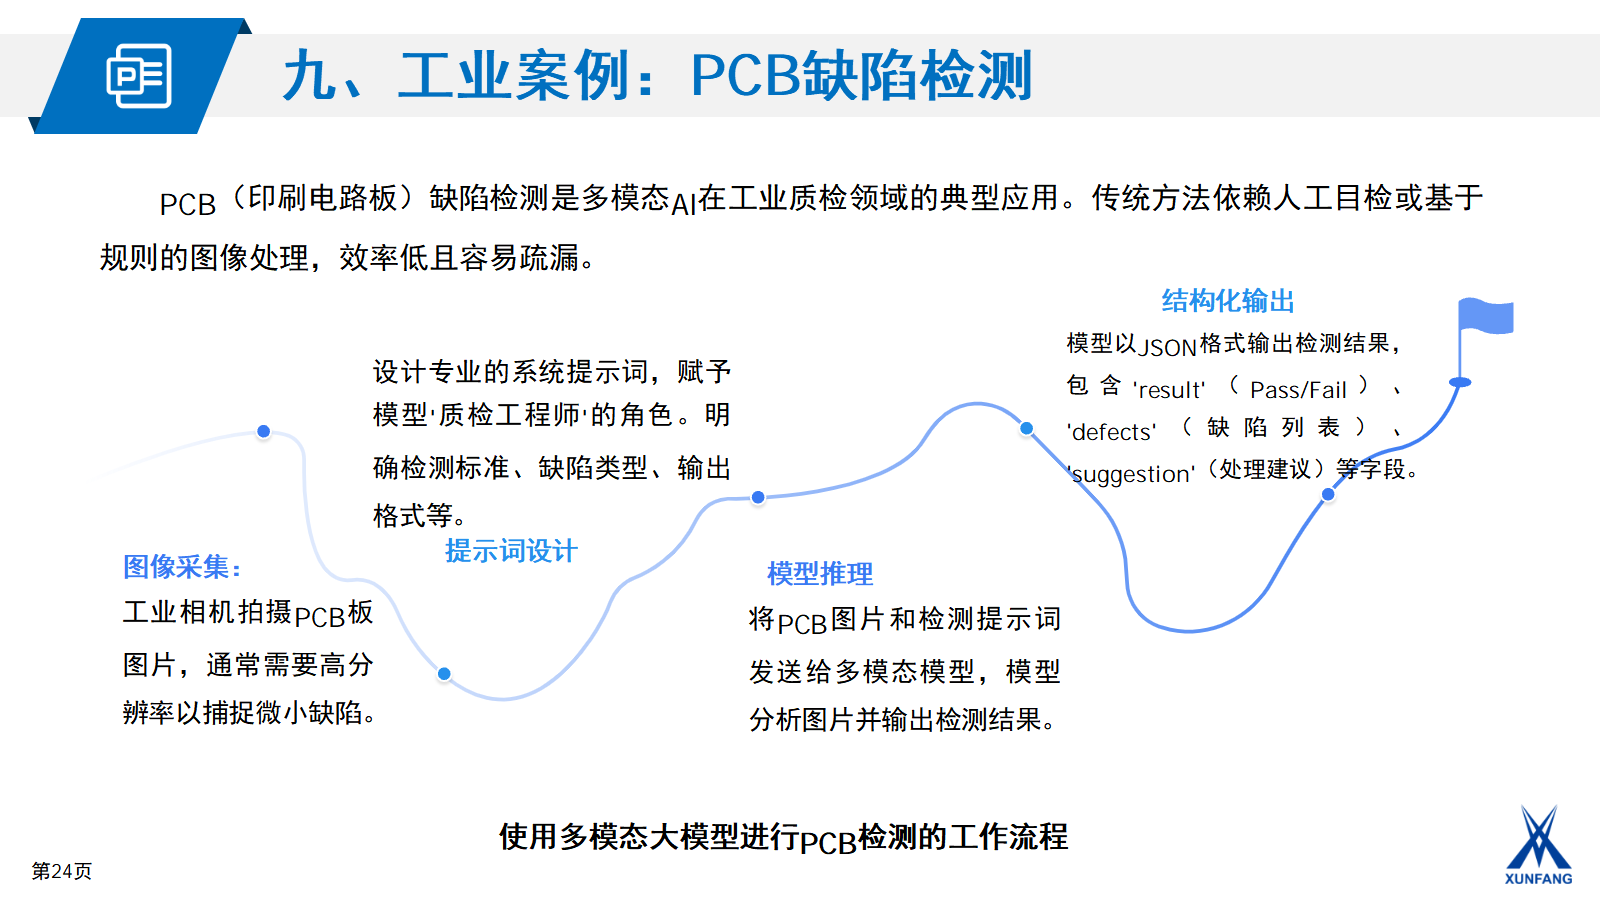 九、工业案例：PCB缺陷检测
PCB（印刷电路板）缺陷检测是多模态AI在工业质检领域的典型应用。传统方法依赖人工目检或基于
规则的图像处理，效率低且容易疏漏。
图像采集：
工业相机拍摄PCB板
图片，通常需要高分
辨率以捕捉微小缺陷。
设计专业的系统提示词，赋予
模型'质检工程师'的角色。明
确检测标准、缺陷类型、输出
格式等。
提示词设计
模型推理
将PCB图片和检测提示词
发送给多模态模型，模型
分析图片并输出检测结果。
结构化输出
模型以JSON格式输出检测结果，
包含'result'（Pass/Fail）、
'defects'（缺陷列表）、
'suggestion'（处理建议）等字段。
使用多模态大模型进行PCB检测的工作流程
第24页
XUNFANG